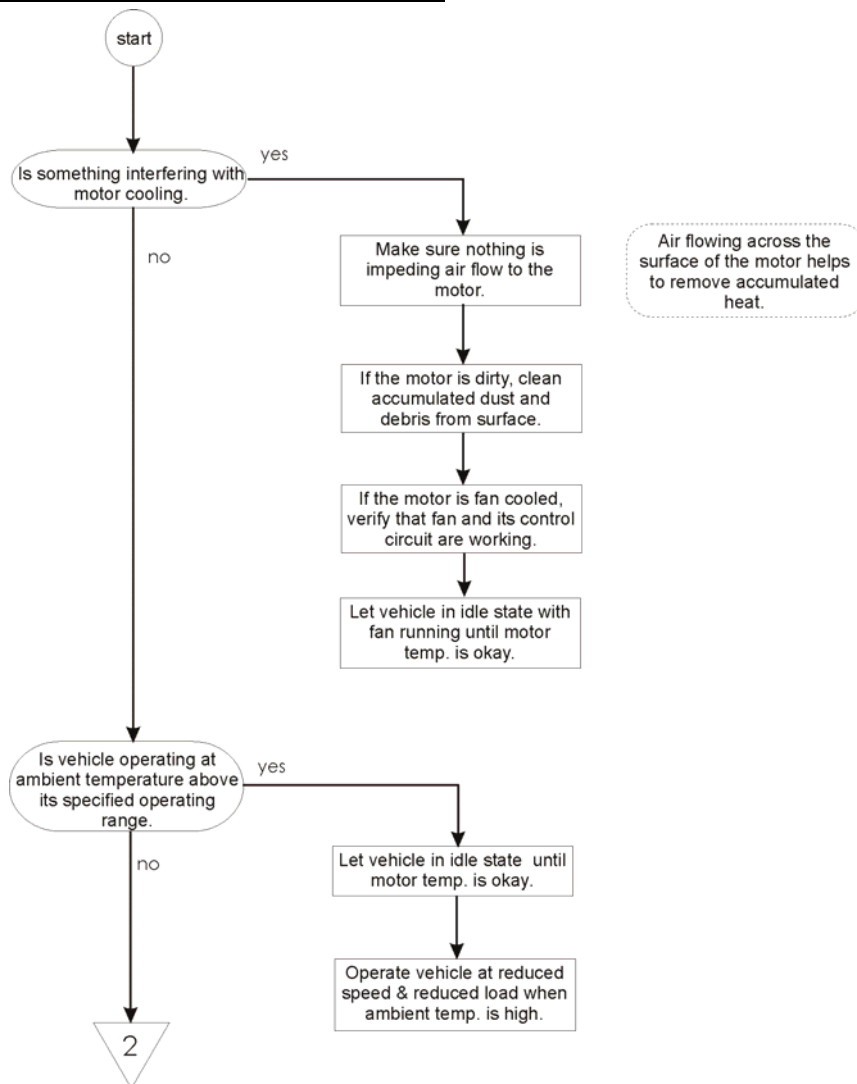 start
Is something interfering with
motor cooling.
yes
no
Make sure nothing is
impeding air flow to the
motor.
Air flowing across the
surface of the motor helps
to remove accumulated
heat.
If the motor is dirty, clean
accumulated dust and
debris from surface.
If the motor is fan cooled,
verify that fan and its control
circuit are working.
Let vehicle in idle state with
fan running until motor
temp. is okay.
Is vehicle operating at
ambient temperature above
its specified operating
range.
yes
no
Let vehicle in idle state until
motor temp. is okay.
Operate vehicle at reduced
speed & reduced load when
ambient temp. is high.
2